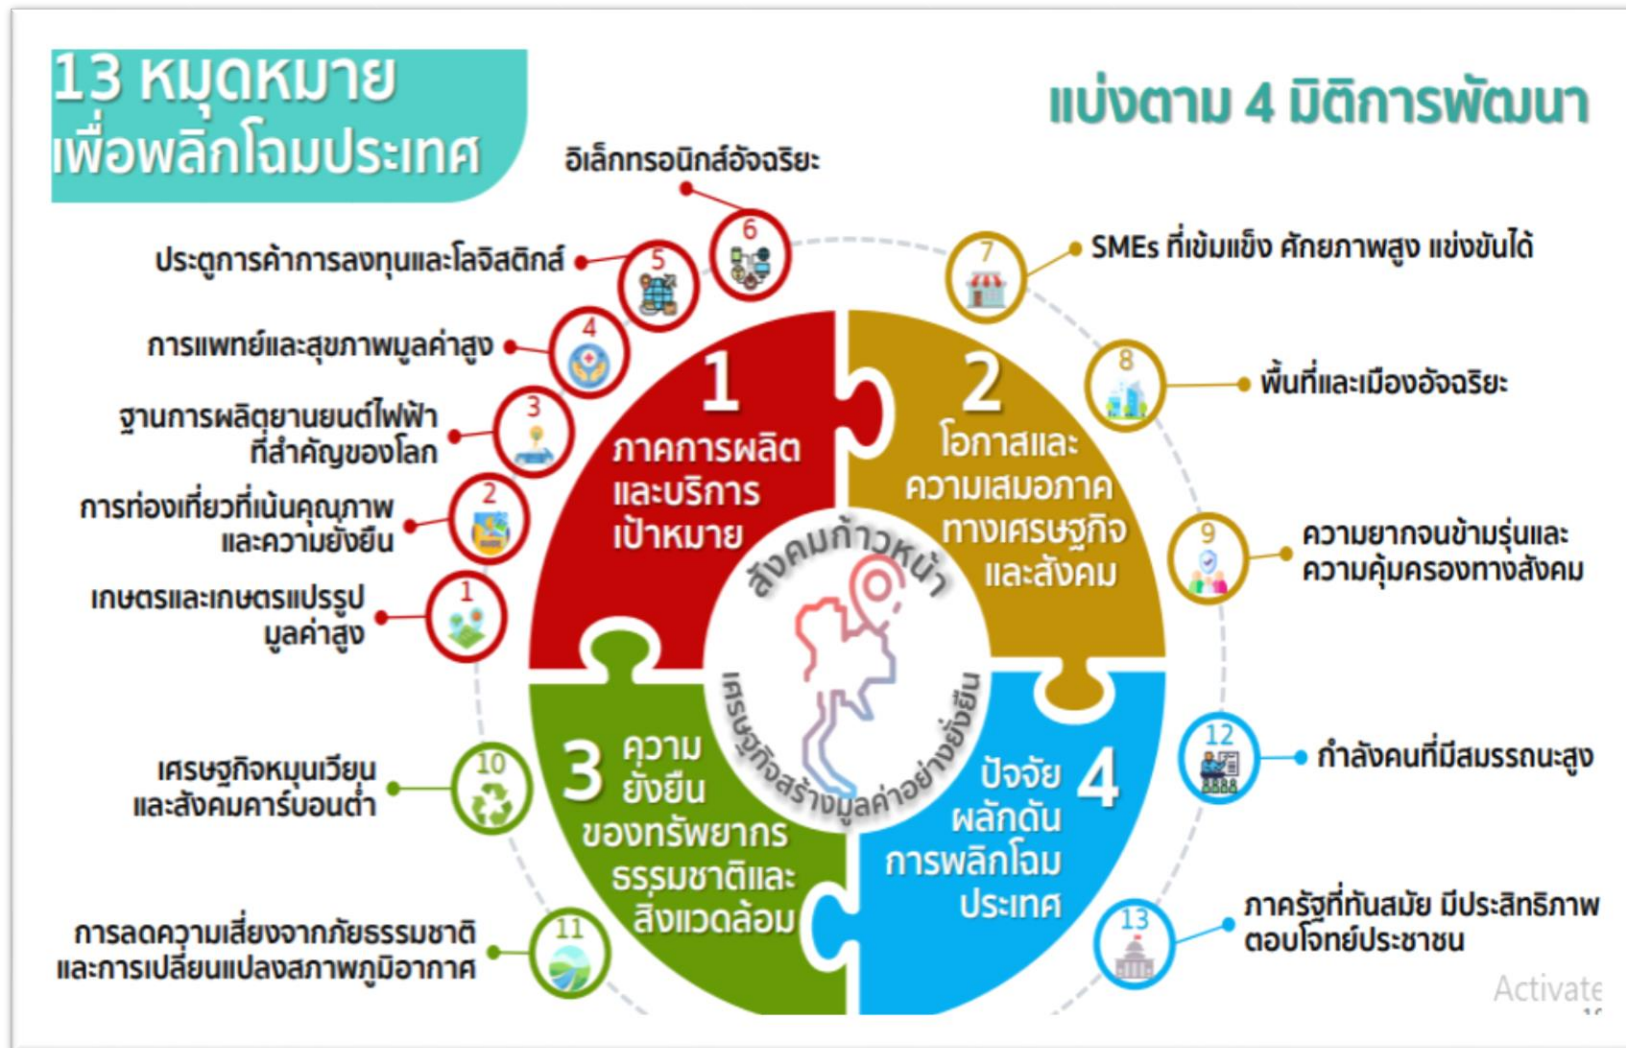 13 หมุดหมาย
เพื่อพลิกโฉมประเทศ
แบ่งตาม 4 มิติการพัฒนา
อิเล็กทรอนิกส์อัจฉริยะ
6
ประตูการค้าการลงทุนและโลจิสติกส์
5
การแพทย์และสุขภาพมูลค่าสูง
4
ฐานการผลิตยานยนต์ไฟฟ้า
ที่สำคัญของโลก
3
การท่องเที่ยวที่เน้นคุณภาพ
และความยั่งยืน
2
เกษตรและเกษตรแปรรูป
มูลค่าสูง
1
7
SMEs ที่เข้มแข็ง ศักยภาพสูง แข่งขันได้
8
พื้นที่และเมืองอัจฉริยะ
9
ความยากจนข้ามรุ่นและ
ความคุ้มครองทางสังคม
1
ภาคการผลิต
และบริการ
เป้าหมาย
2
โอกาสและ
ความเสมอภาค
ทางเศรษฐกิจ
และสังคม
สังคมก้าวหน้า
เศรษฐกิจสร้างมูลค่าอย่างยั่งยืน
3
ความ
ยั่งยืน
ของทรัพยากร
ธรรมชาติและ
สิ่งแวดล้อม
4
ปัจจัย
ผลักดัน
การพลิกโฉม
ประเทศ
10
เศรษฐกิจหมุนเวียน
และสังคมคาร์บอนต่ำ
11
การลดความเสี่ยงจากภัยธรรมชาติ
และการเปลี่ยนแปลงสภาพภูมิอากาศ
12
กำลังคนที่มีสมรรถนะสูง
13
ภาครัฐที่ทันสมัย มีประสิทธิภาพ
ตอบโจทย์ประชาชน
Activate